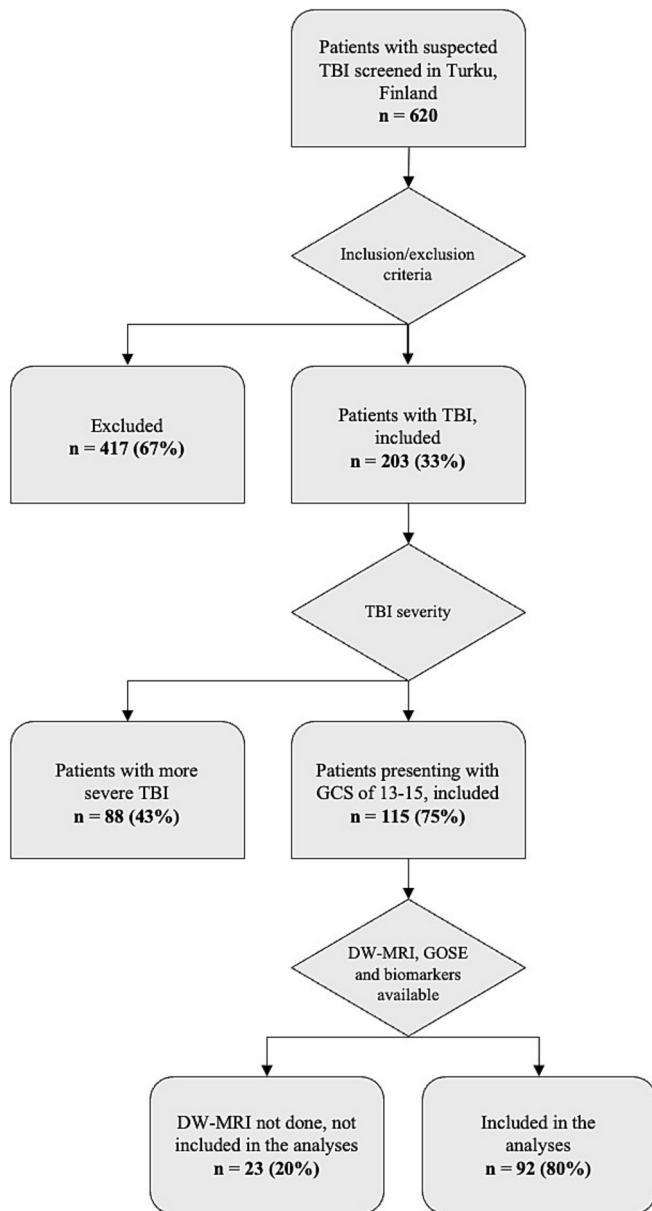 Patients with suspected
TBI screened in Turku,
Finland
n = 620
Inclusion/exclusion
criteria
Excluded
n = 417 (67%)
Patients with TBI,
included
n = 203 (33%)
TBI severity
Patients with more
severe TBI
n = 88 (43%)
Patients presenting with
GCS of 13-15, included
n = 115 (75%)
DW-MRI, GOSE
and biomarkers
available
DW-MRI not done, not
included in the analyses
n = 23 (20%)
Included in the
analyses
n = 92 (80%)